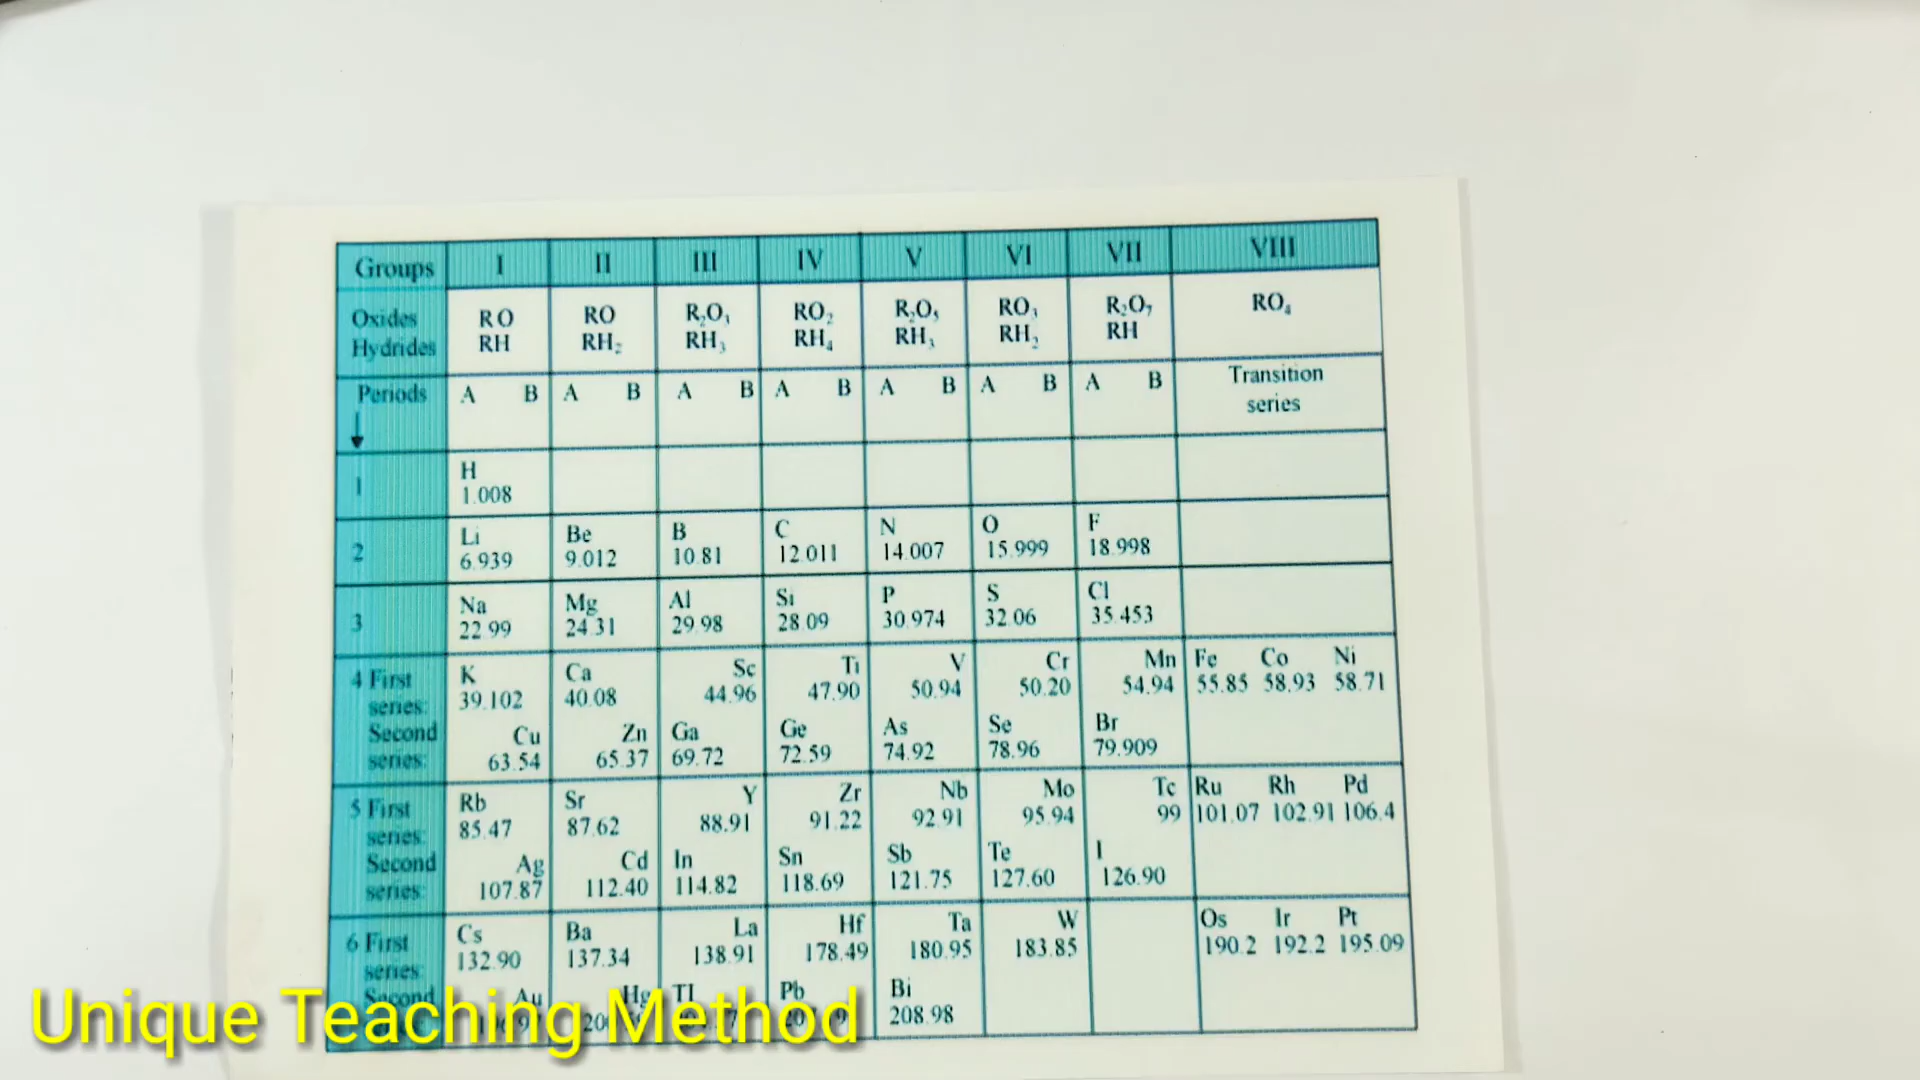 Groups I II III IV V VI VII VIII
Oxides RO RO R₂O₃ RO₂ R₂O₅ RO₃ R₂O₇ RO₄
Hydrides RH RH₂ RH₃ RH₄ RH₃ RH₂ RH
Periods A B A B A B A B A B A B A B Transition
series
1 H
1.008
2 Li Be B C N O F
6.939 9.012 10.81 12.011 14.007 15.999 18.998
3 Na Mg Al Si P S Cl
22.99 24.31 29.98 28.09 30.974 32.06 35.453
4 First K Ca Sc Ti V Cr Mn Fe Co Ni
series: 39.102 40.08 44.96 47.90 50.94 50.20 54.94 55.85 58.93 58.71
Second Cu Zn Ga Ge As Se Br
series: 63.54 65.37 69.72 72.59 74.92 78.96 79.909
5 First Rb Sr Y Zr Nb Mo Tc Ru Rh Pd
series: 85.47 87.62 88.91 91.22 92.91 95.94 99 101.07 102.91 106.4
Second Ag Cd In Sn Sb Te I
series: 107.87 112.40 114.82 118.69 121.75 127.60 126.90
6 First Cs Ba La Hf Ta W Os Ir Pt
series: 132.90 137.34 138.91 178.49 180.95 183.85 190.2 192.2 195.09
Second Au Hg Tl Pb Bi
208.98
Unique Teaching Method